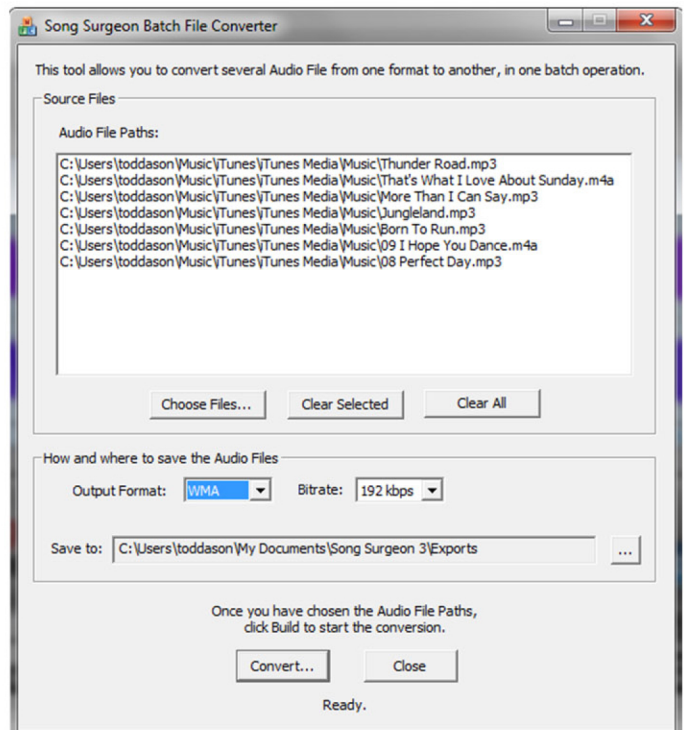 Song Surgeon Batch File Converter
This tool allows you to convert several Audio File from one format to another, in one batch operation.
Source Files
Audio File Paths:
C:\Users\toddason\Music\iTunes\iTunes Media\Music\Thunder Road.mp3
C:\Users\toddason\Music\iTunes\iTunes Media\Music\That's What I Love About Sunday.m4a
C:\Users\toddason\Music\iTunes\iTunes Media\Music\More Than I Can Say.mp3
C:\Users\toddason\Music\iTunes\iTunes Media\Music\Jungleland.mp3
C:\Users\toddason\Music\iTunes\iTunes Media\Music\Born To Run.mp3
C:\Users\toddason\Music\iTunes\iTunes Media\Music\09 I Hope You Dance.m4a
C:\Users\toddason\Music\iTunes\iTunes Media\Music\08 Perfect Day.mp3
Choose Files... Clear Selected Clear All
How and where to save the Audio Files
Output Format: WMA Bitrate: 192 kbps
Save to: C:\Users\toddason\My Documents\Song Surgeon 3\Exports ...
Once you have chosen the Audio File Paths,
click Build to start the conversion.
Convert... Close
Ready.